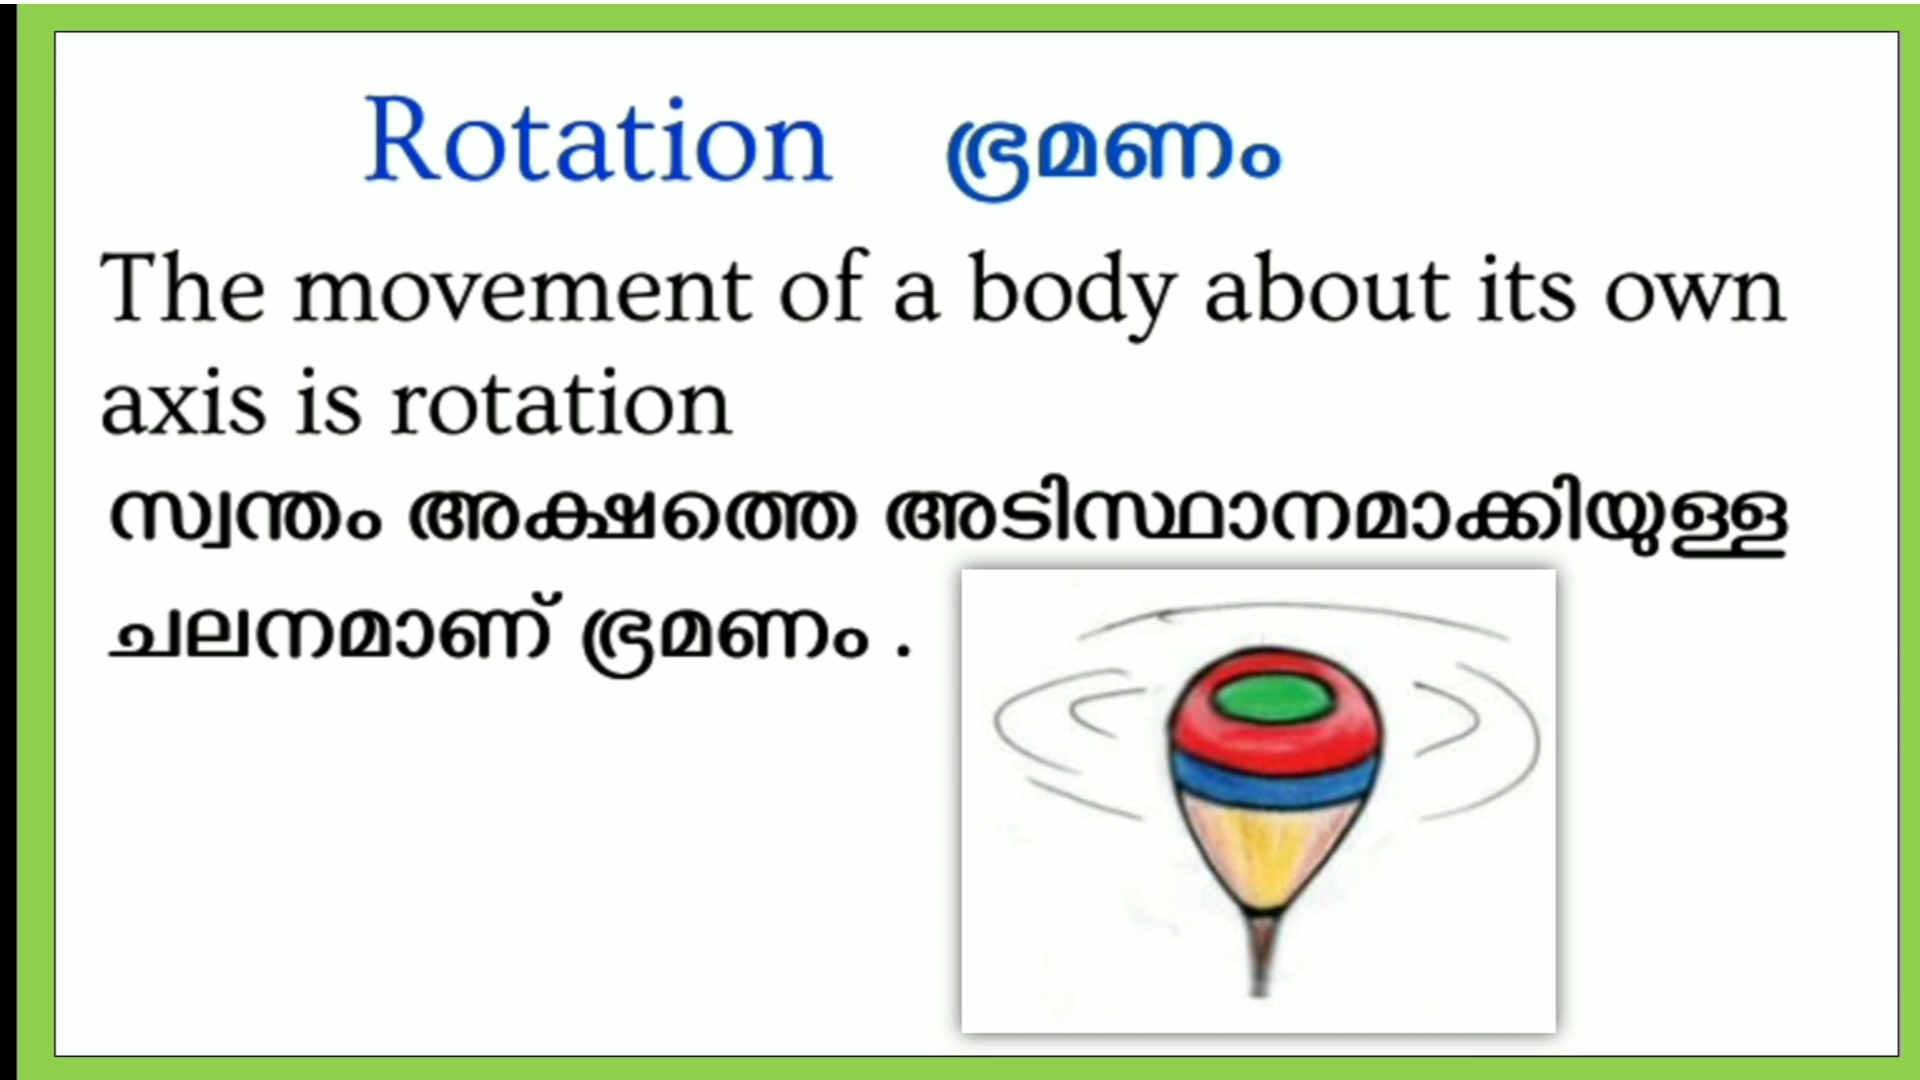 Rotation ഭ്രമണം
The movement of a body about its own
axis is rotation
സ്വന്തം അക്ഷത്തെ അടിസ്ഥാനമാക്കിയുള്ള
ചലനമാണ് ഭ്രമണം .